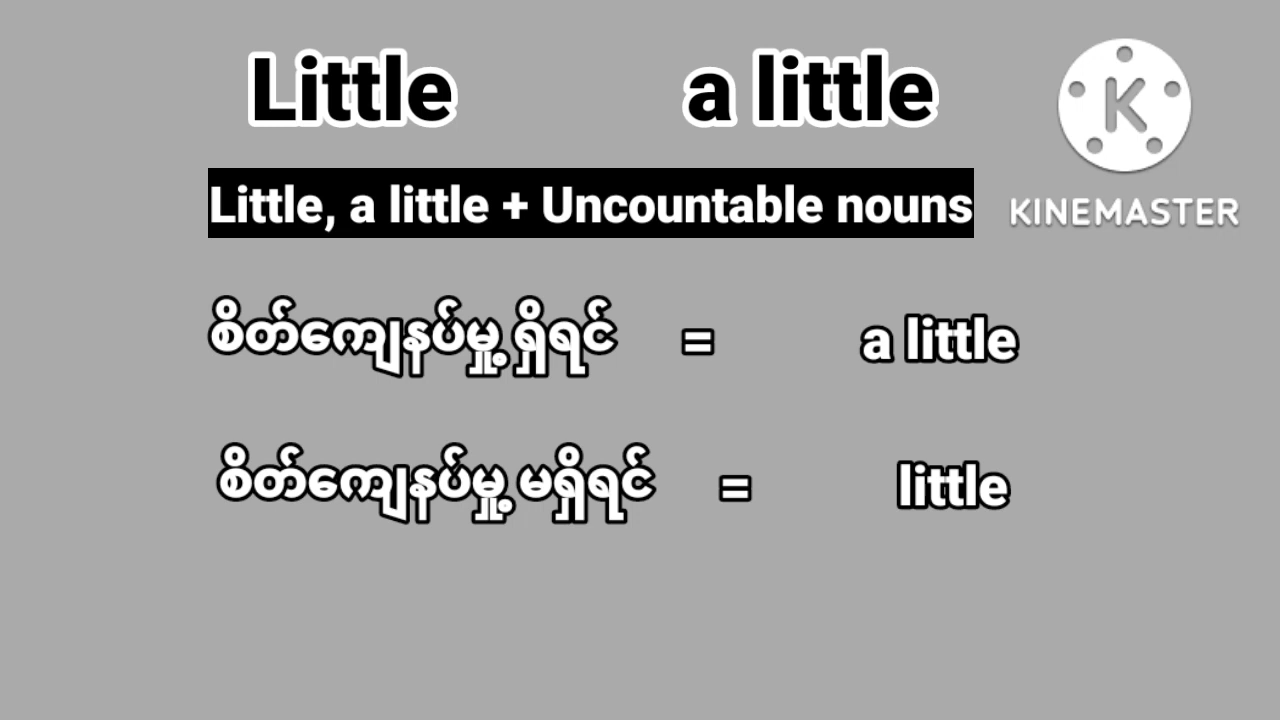 Little a little
K
KINEMASTER
Little, a little + Uncountable nouns
စိတ်ကျေနပ်မှု့ ရှိရင် = a little
စိတ်ကျေနပ်မှု့ မရှိရင် = little